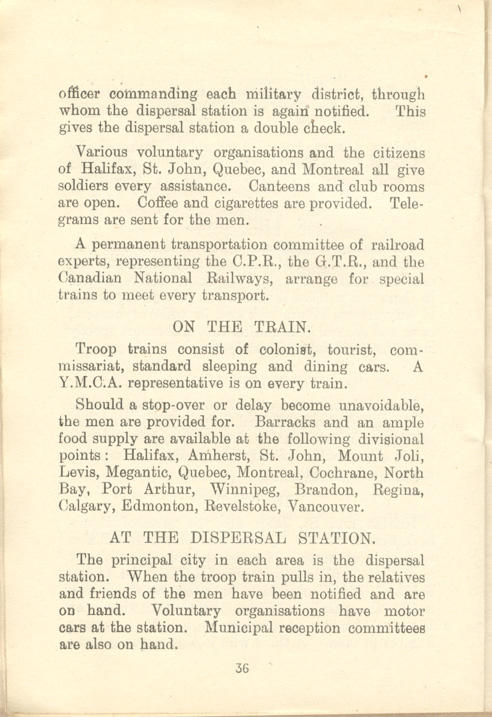 officer commanding each military district, through
whom the dispersal station is again notified. This
gives the dispersal station a double check.
Various voluntary organisations and the citizens
of Halifax, St. John, Quebec, and Montreal all give
soldiers every assistance. Canteens and club rooms
are open. Coffee and cigarettes are provided. Tele-
grams are sent for the men.
A permanent transportation committee of railroad
experts, representing the C.P.R., the G.T.R., and the
Canadian National Railways, arrange for special
trains to meet every transport.
ON THE TRAIN.
Troop trains consist of colonist, tourist, com-
missariat, standard sleeping and dining cars. A
Y.M.C.A. representative is on every train.
Should a stop-over or delay become unavoidable,
the men are provided for. Barracks and an ample
food supply are available at the following divisional
points : Halifax, Amherst, St. John, Mount Joli,
Levis, Megantic, Quebec, Montreal, Cochrane, North
Bay, Port Arthur, Winnipeg, Brandon, Regina,
Calgary, Edmonton, Revelstoke, Vancouver.
AT THE DISPERSAL STATION.
The principal city in each area is the dispersal
station. When the troop train pulls in, the relatives
and friends of the men have been notified and are
on hand. Voluntary organisations have motor
cars at the station. Municipal reception committees
are also on hand.
36